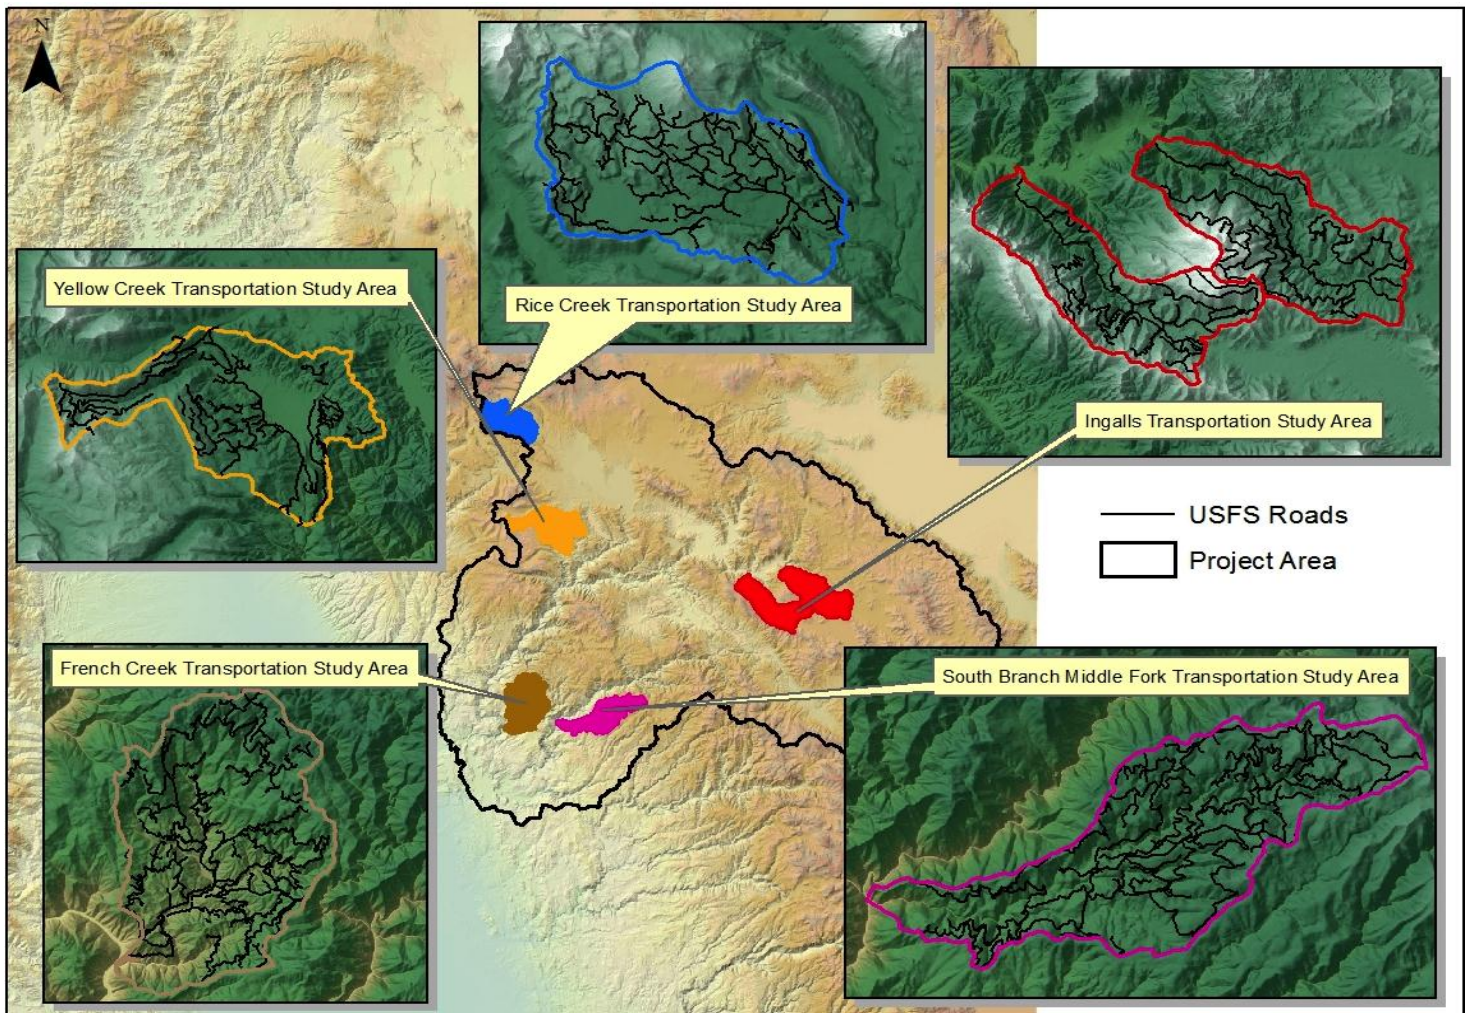 N
Yellow Creek Transportation Study Area
Rice Creek Transportation Study Area
Ingalls Transportation Study Area
USFS Roads
Project Area
French Creek Transportation Study Area
South Branch Middle Fork Transportation Study Area